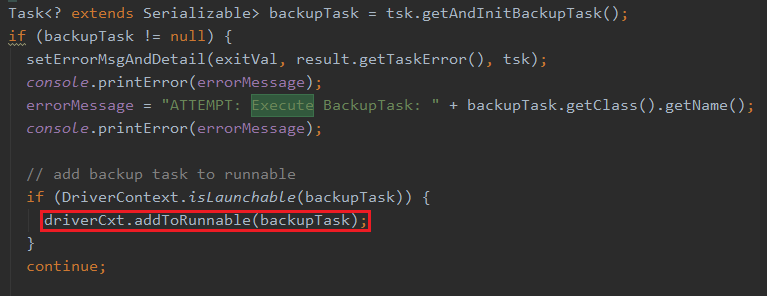 Task<? extends Serializable> backupTask = tsk.getAndInitBackupTask();
if (backupTask != null) {
setErrorMsgAndDetail(exitVal, result.getTaskError(), tsk);
console.printError(errorMessage);
errorMessage = "ATTEMPT: Execute BackupTask: " + backupTask.getClass().getName();
console.printError(errorMessage);
// add backup task to runnable
if (DriverContext.isLaunchable(backupTask)) {
driverCxt.addToRunnable(backupTask);
}
continue;